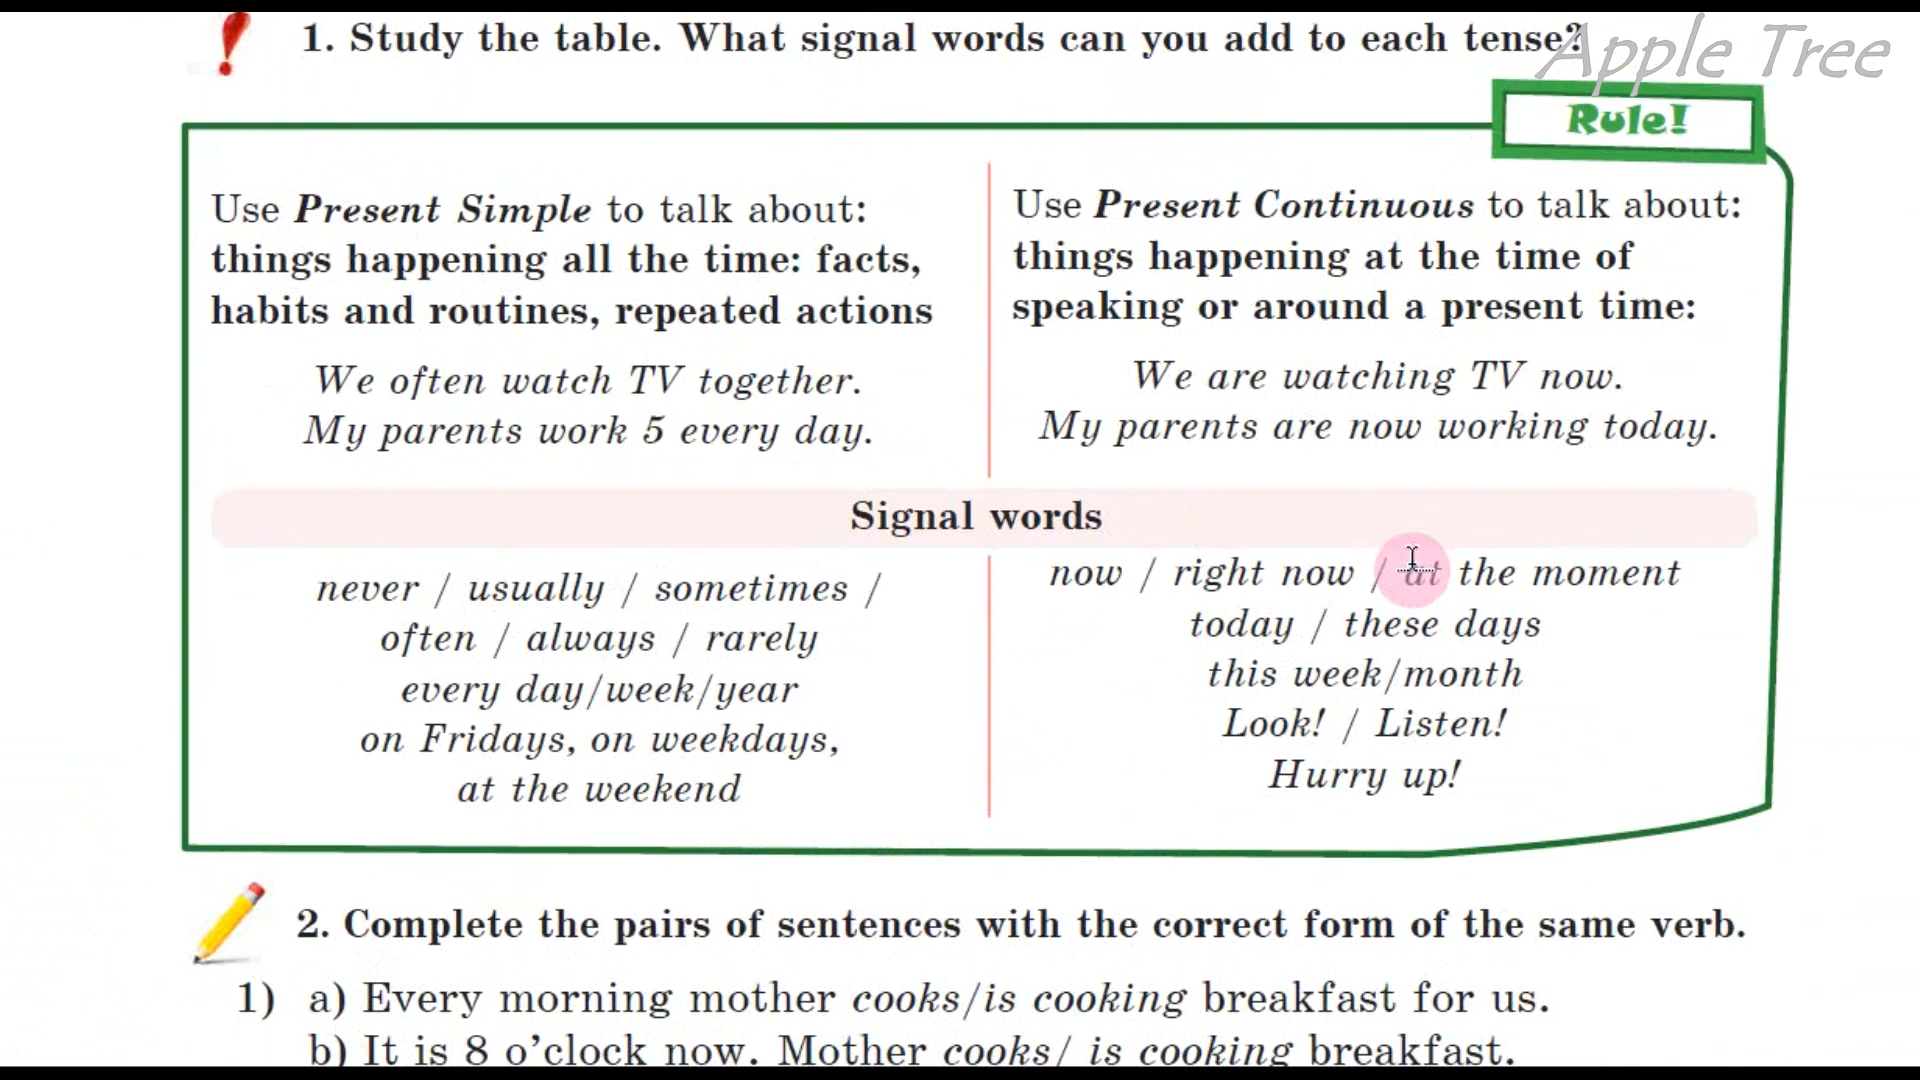 1. Study the table. What signal words can you add to each tense?
Apple Tree
Rule!
Use Present Simple to talk about:
things happening all the time: facts,
habits and routines, repeated actions
We often watch TV together.
My parents work 5 every day.
Use Present Continuous to talk about:
things happening at the time of
speaking or around a present time:
We are watching TV now.
My parents are now working today.
Signal words
never / usually / sometimes /
often / always / rarely
every day/week/year
on Fridays, on weekdays,
at the weekend
now / right now / at the moment
today / these days
this week/month
Look! / Listen!
Hurry up!
2. Complete the pairs of sentences with the correct form of the same verb.
1) a) Every morning mother cooks/is cooking breakfast for us.
b) It is 8 o’clock now. Mother cooks/ is cooking breakfast.